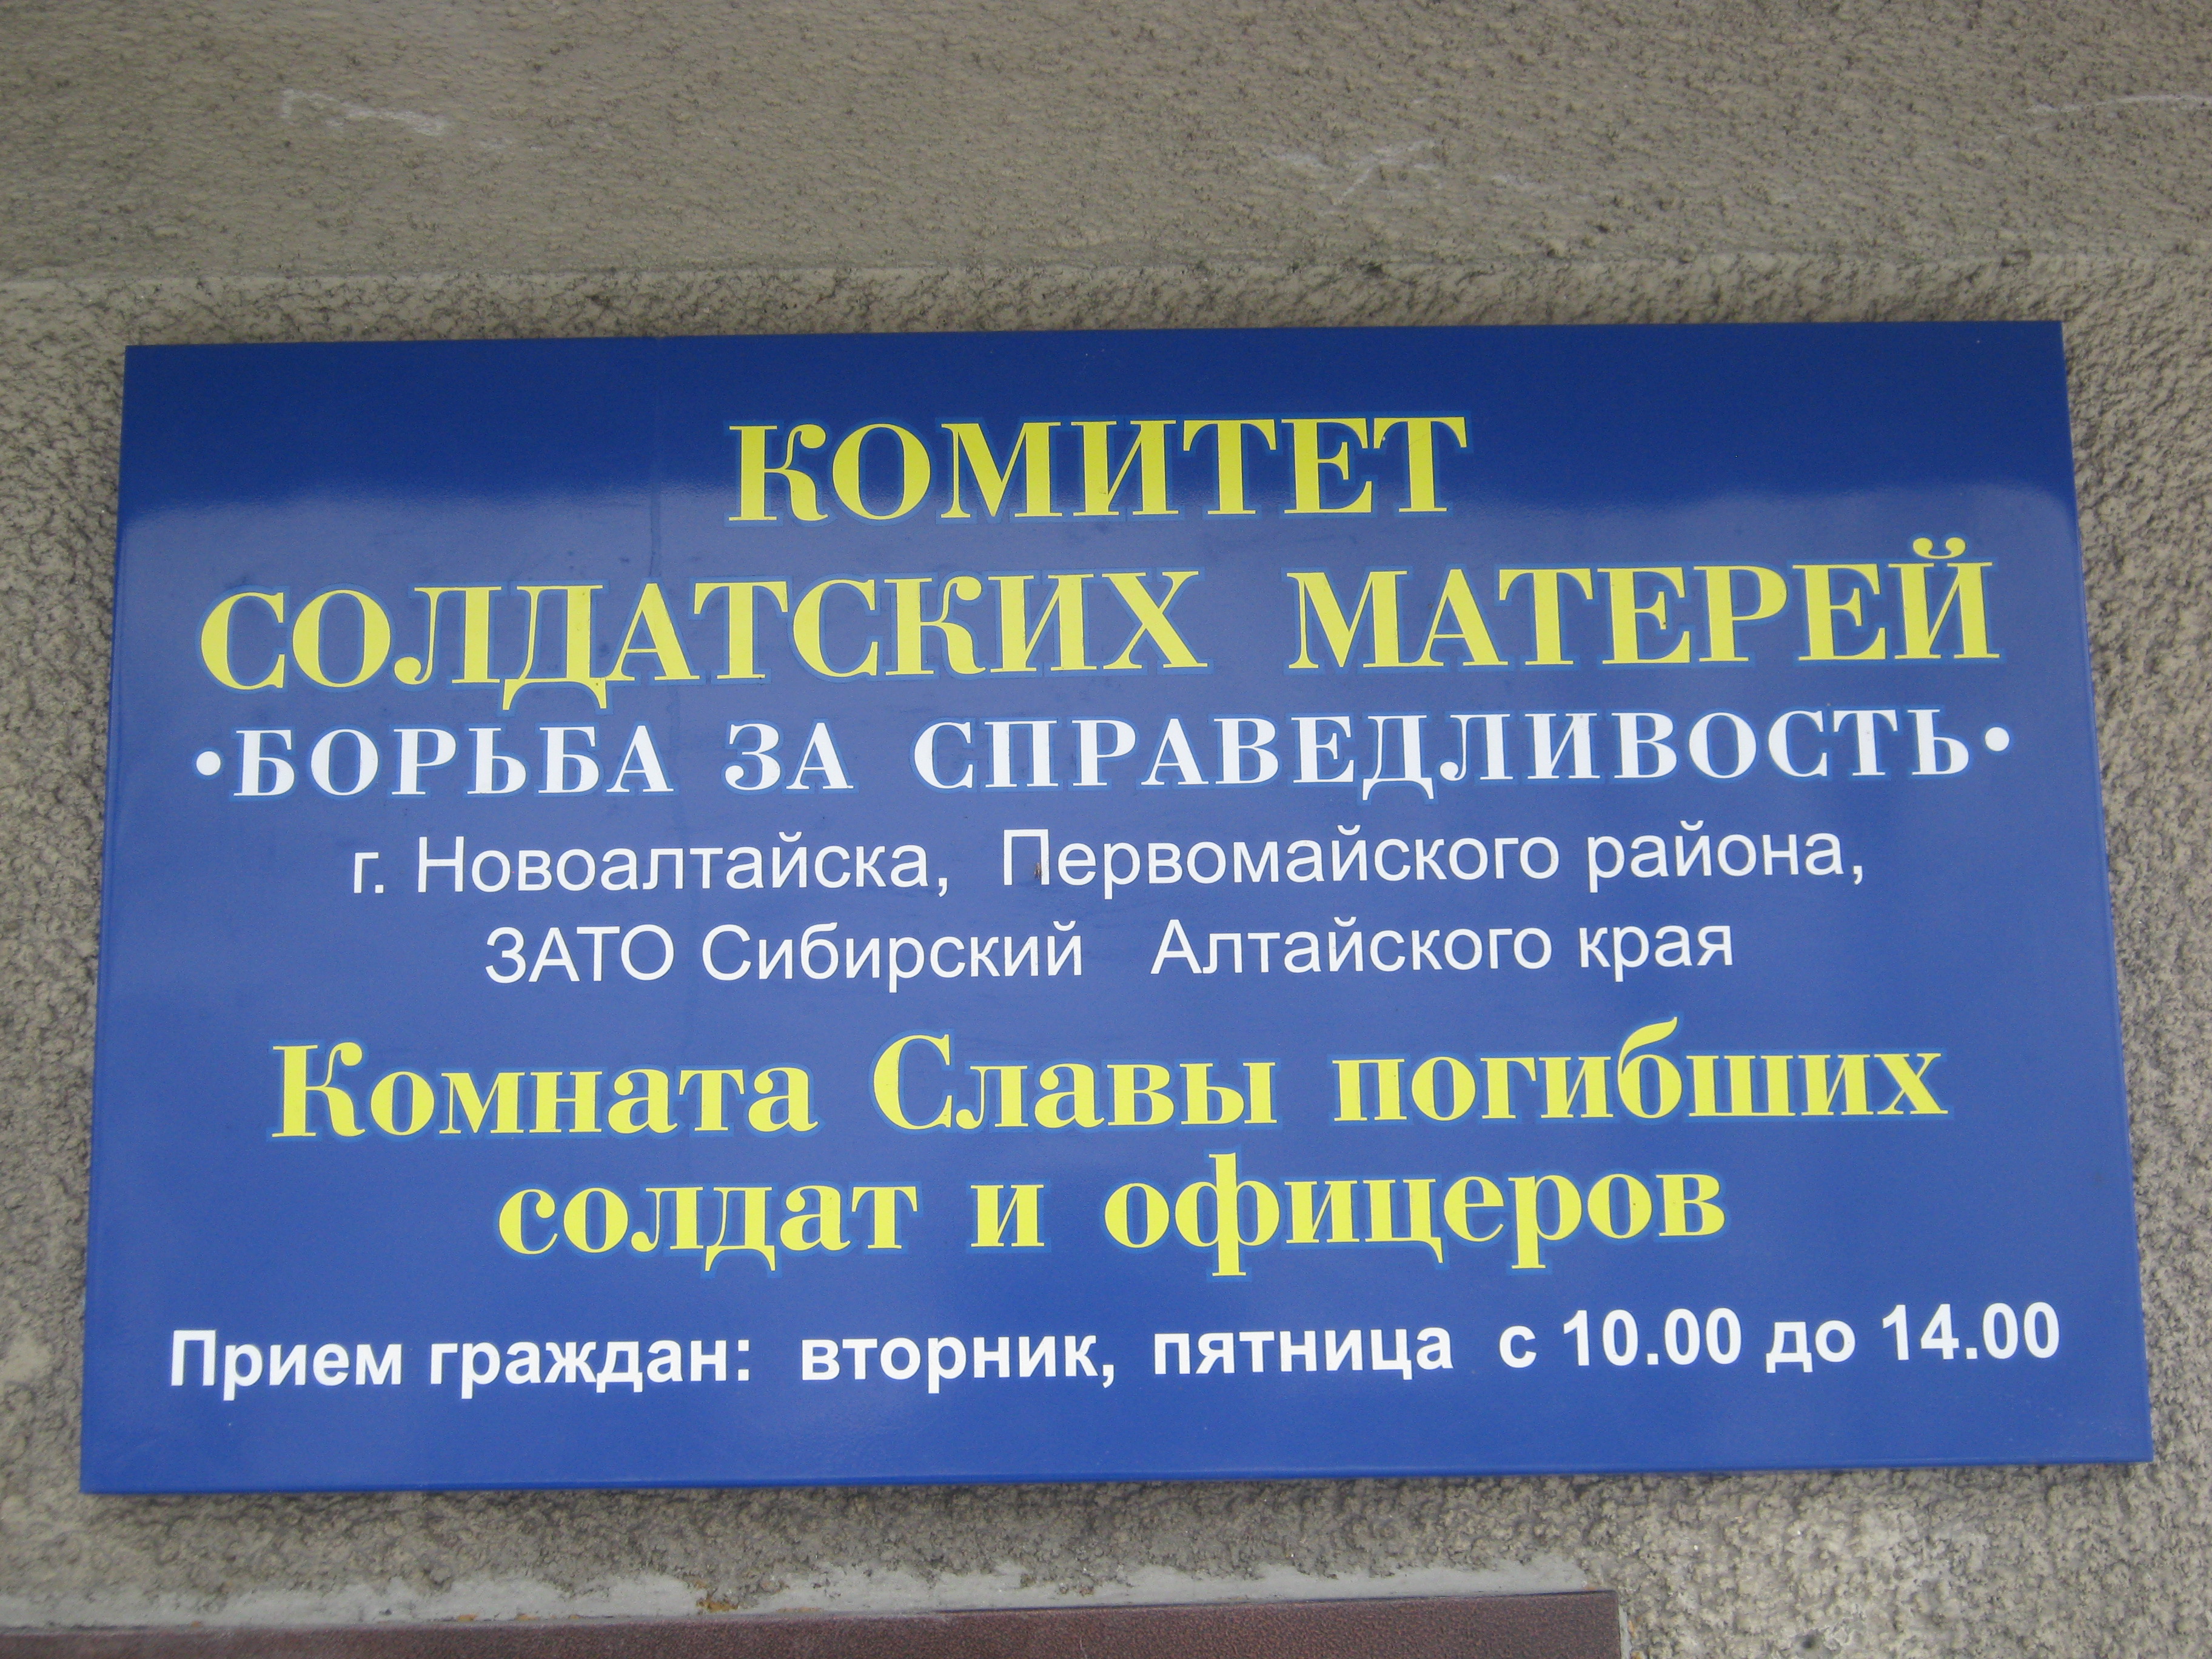 КОМИТЕТ
СОЛДАТСКИХ МАТЕРЕЙ
•БОРЬБА ЗА СПРАВЕДЛИВОСТЬ•
г. Новоалтайска, Первомайского района,
ЗАТО Сибирский Алтайского края
Комната Славы погибших
солдат и офицеров
Прием граждан: вторник, пятница с 10.00 до 14.00